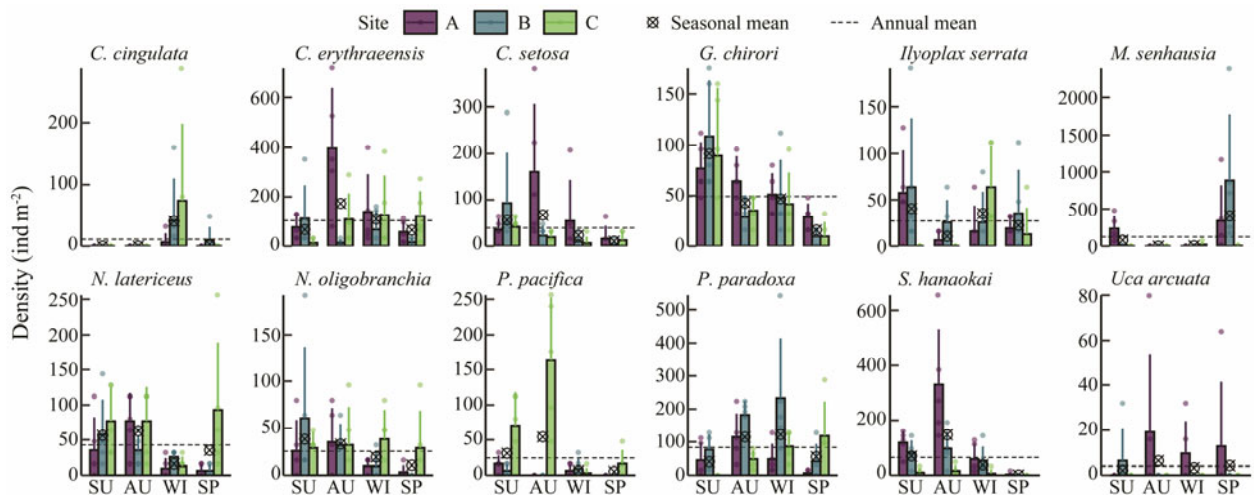 Site A B C Seasonal mean Annual mean
C. cingulata C. erythraeensis C. setosa G. chirori Ilyoplax serrata M. senhausia
200 100 0
600 400 200 0
300 200 100 0
150 100 50 0
150 100 50 0
2000 1500 1000 500 0
Density (ind m-2)
N. latericeus N. oligobranchia P. pacifica P. paradoxa S. hanaokai Uca arcuata
250 200 150 100 50 0
150 100 50 0
250 200 150 100 50 0
500 400 300 200 100 0
600 400 200 0
80 60 40 20 0
SU AU WI SP SU AU WI SP SU AU WI SP SU AU WI SP SU AU WI SP SU AU WI SP